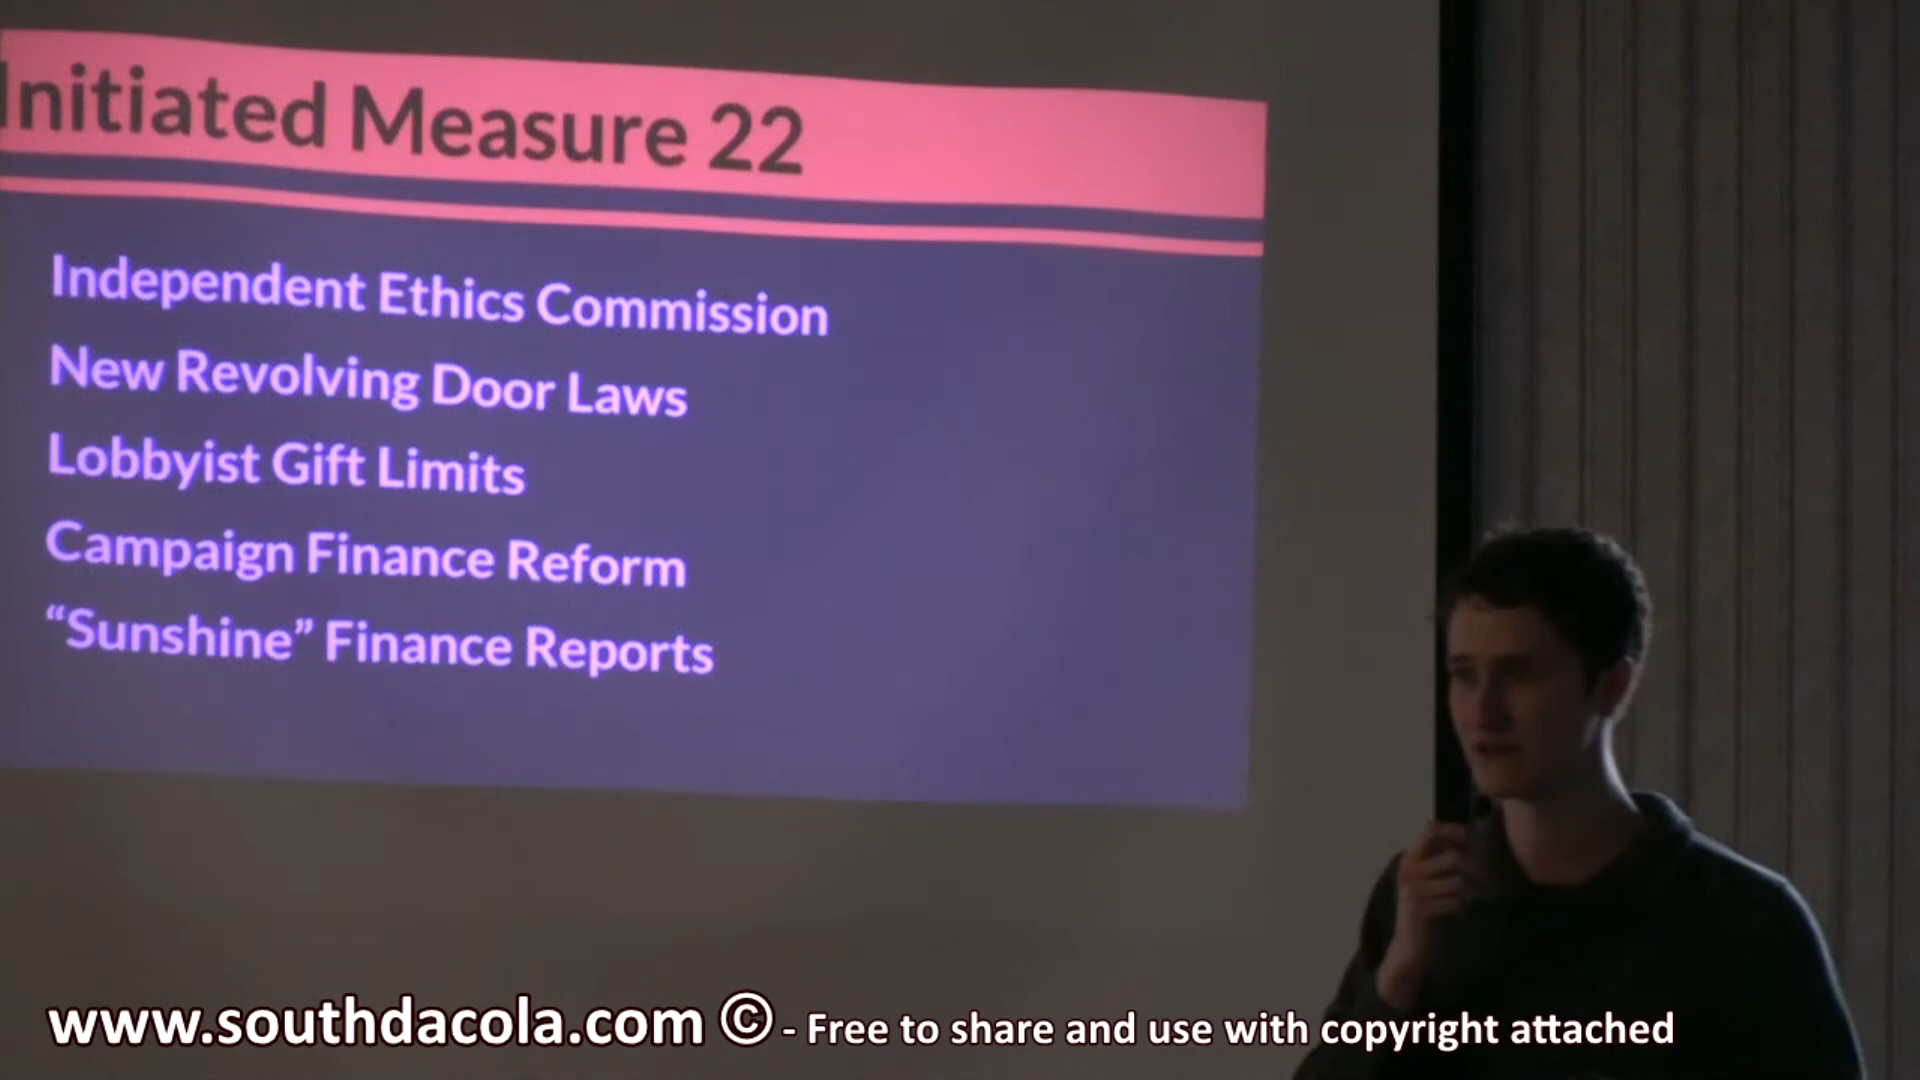 Initiated Measure 22
Independent Ethics Commission
New Revolving Door Laws
Lobbyist Gift Limits
Campaign Finance Reform
“Sunshine” Finance Reports
www.southdacola.com © - Free to share and use with copyright attached